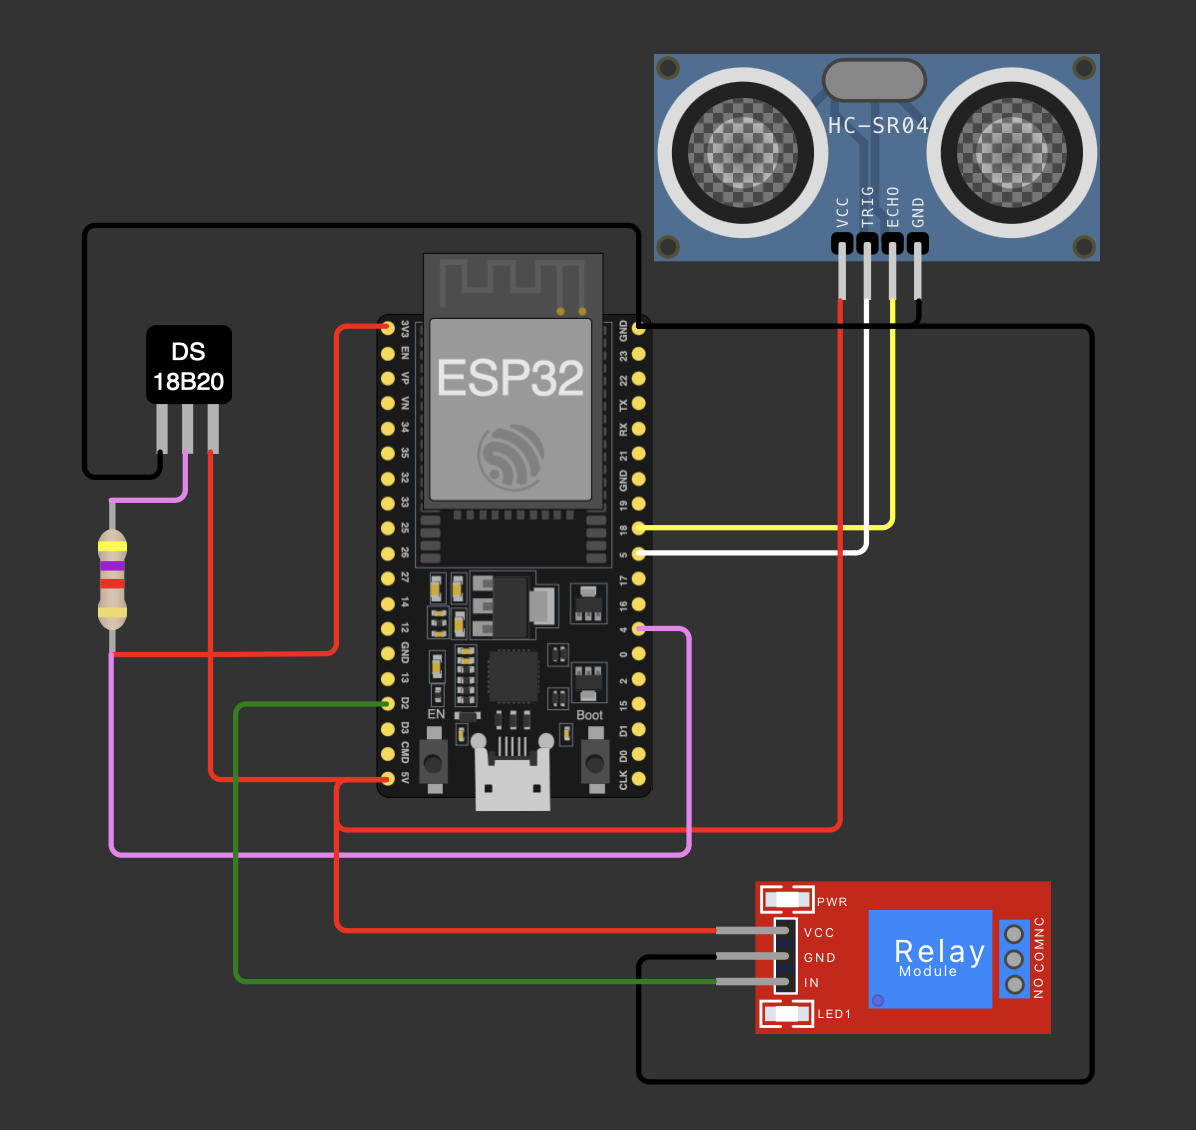 HC-SR04
VCC
TRIG
ECHO
GND
DS
18B20
ESP32
3V3
EN
VP
VN
34
35
32
33
25
26
27
14
12
GND
13
D2
D3
CMD
5V
GND
23
22
TX
RX
21
GND
19
18
5
17
16
4
0
2
15
D1
D0
CLK
EN
Boot
PWR
VCC
GND
IN
LED1
Relay
Module
NO COM NC